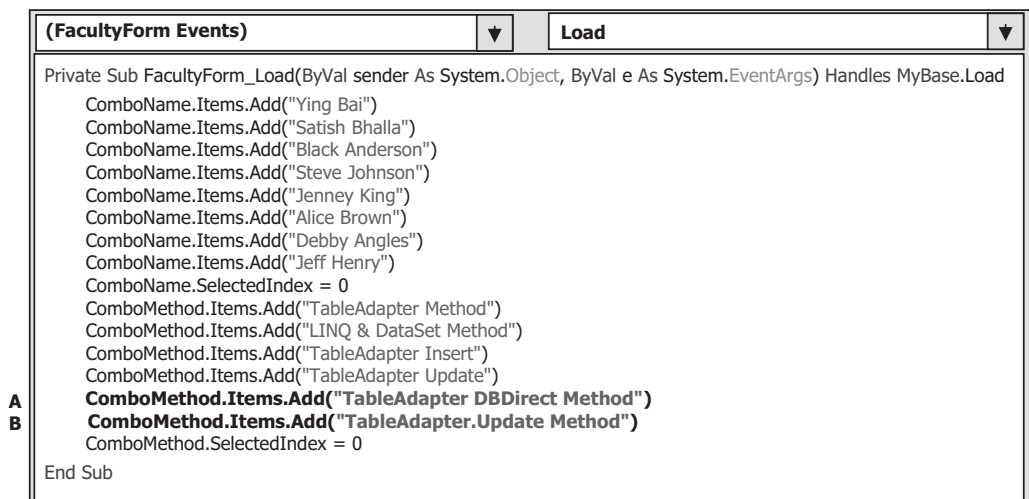 (FacultyForm Events) Load
Private Sub FacultyForm_Load(ByVal sender As System.Object, ByVal e As System.EventArgs) Handles MyBase.Load
ComboName.Items.Add("Ying Bai")
ComboName.Items.Add("Satish Bhalla")
ComboName.Items.Add("Black Anderson")
ComboName.Items.Add("Steve Johnson")
ComboName.Items.Add("Jenney King")
ComboName.Items.Add("Alice Brown")
ComboName.Items.Add("Debby Angles")
ComboName.Items.Add("Jeff Henry")
ComboName.SelectedIndex = 0
ComboMethod.Items.Add("TableAdapter Method")
ComboMethod.Items.Add("LINQ & DataSet Method")
ComboMethod.Items.Add("TableAdapter Insert")
ComboMethod.Items.Add("TableAdapter Update")
A ComboMethod.Items.Add("TableAdapter DBDirect Method")
B ComboMethod.Items.Add("TableAdapter.Update Method")
ComboMethod.SelectedIndex = 0
End Sub